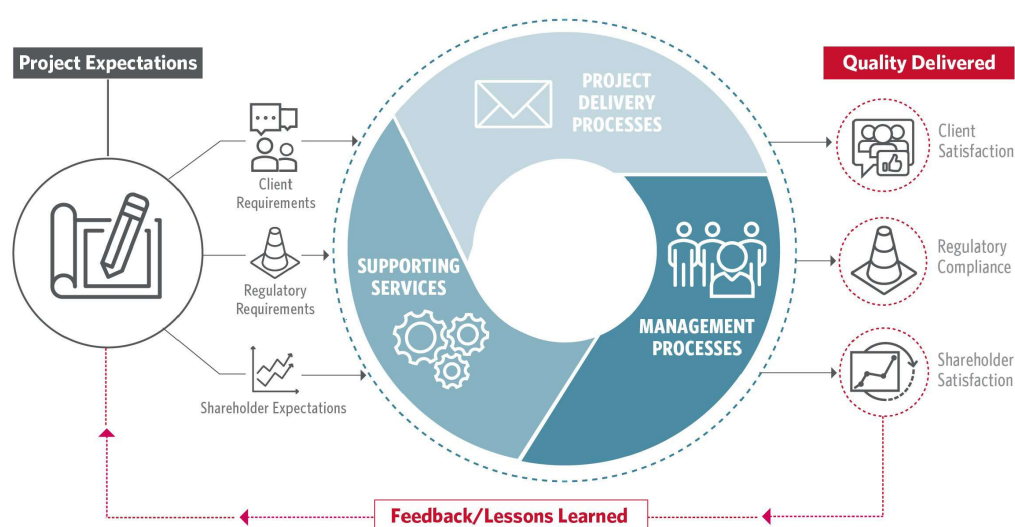 Project Expectations
Client
Requirements
Regulatory
Requirements
Shareholder Expectations
PROJECT
DELIVERY
PROCESSES
SUPPORTING
SERVICES
MANAGEMENT
PROCESSES
Quality Delivered
Client
Satisfaction
Regulatory
Compliance
Shareholder
Satisfaction
Feedback/Lessons Learned